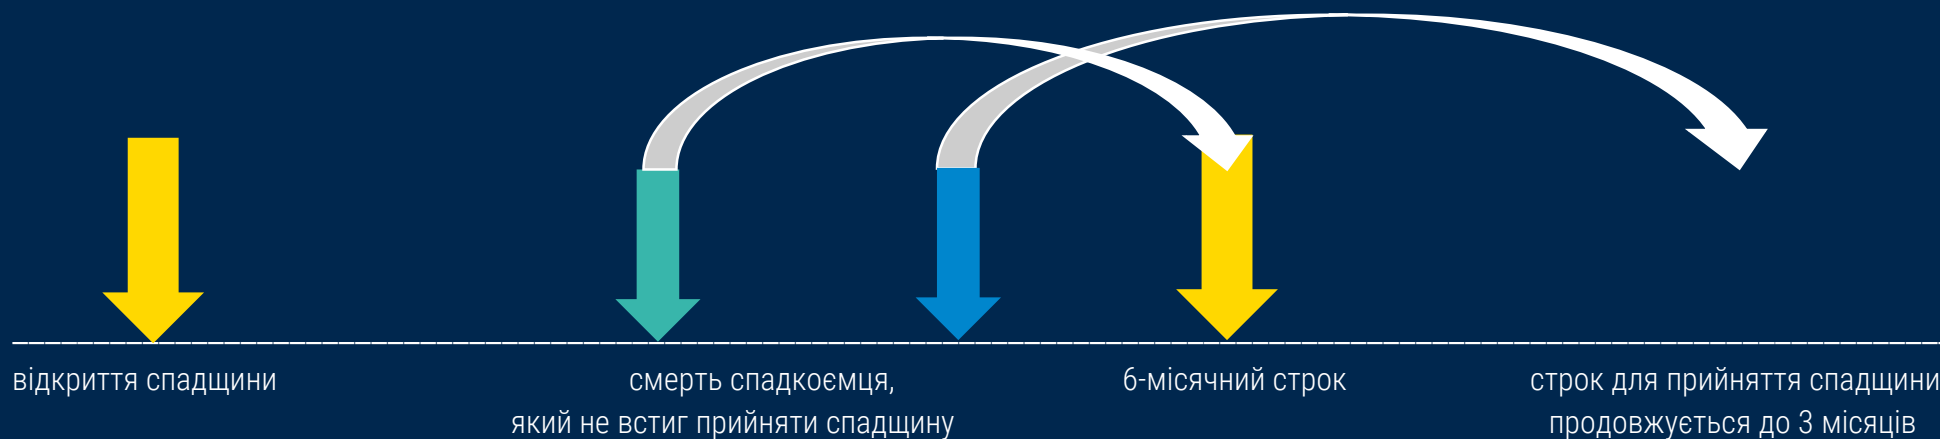 відкриття спадщини
смерть спадкоємця,
який не встиг прийняти спадщину
6-місячний строк
строк для прийняття спадщини
продовжується до 3 місяців